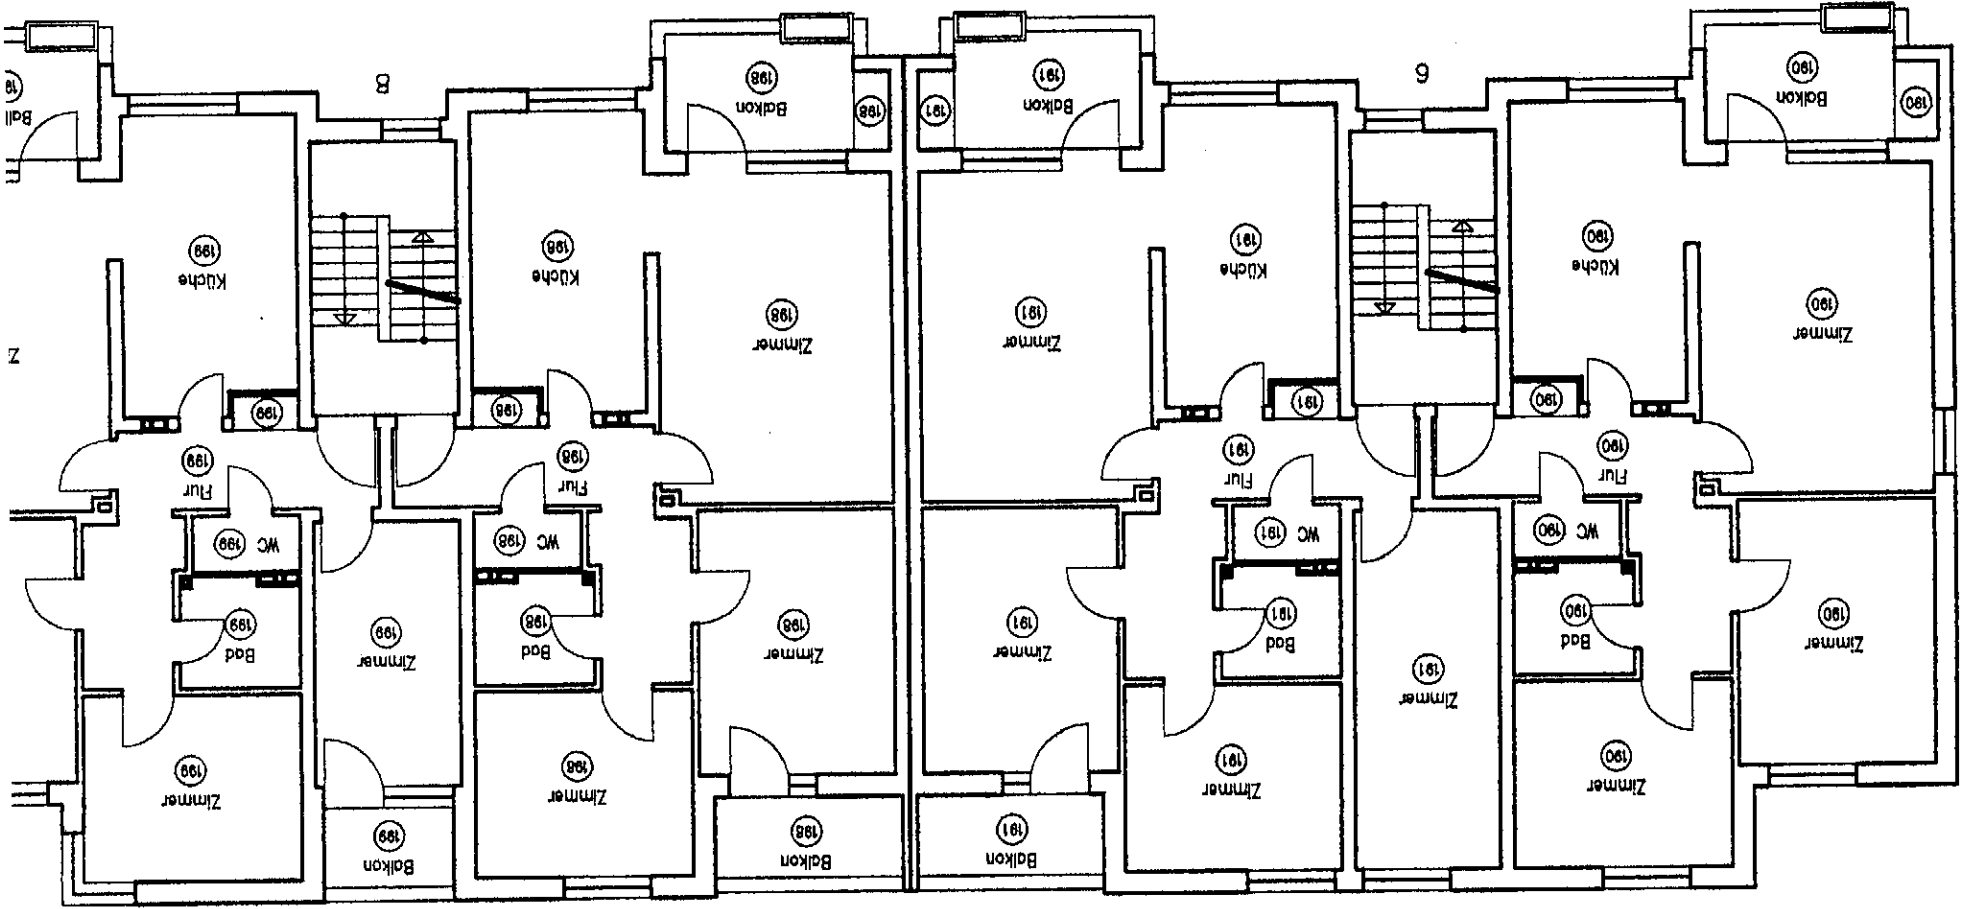 Balkon
191
Balkon
198
Balkon
199
Zimmer
190
Zimmer
191
Zimmer
198
Zimmer
199
Zimmer
191
Zimmer
190
Bad
190
Bad
191
Zimmer
191
Zimmer
198
Bad
198
Zimmer
199
Bad
199
WC 190
WC 191
WC 198
WC 199
Flur
190
Flur
191
Flur
198
Flur
199
190
191
198
199
Zimmer
190
Zimmer
191
Zimmer
198
Z
Küche
190
Küche
191
Küche
198
Küche
199
190
Balkon
190
Balkon
191
191
198
Balkon
198
6
8